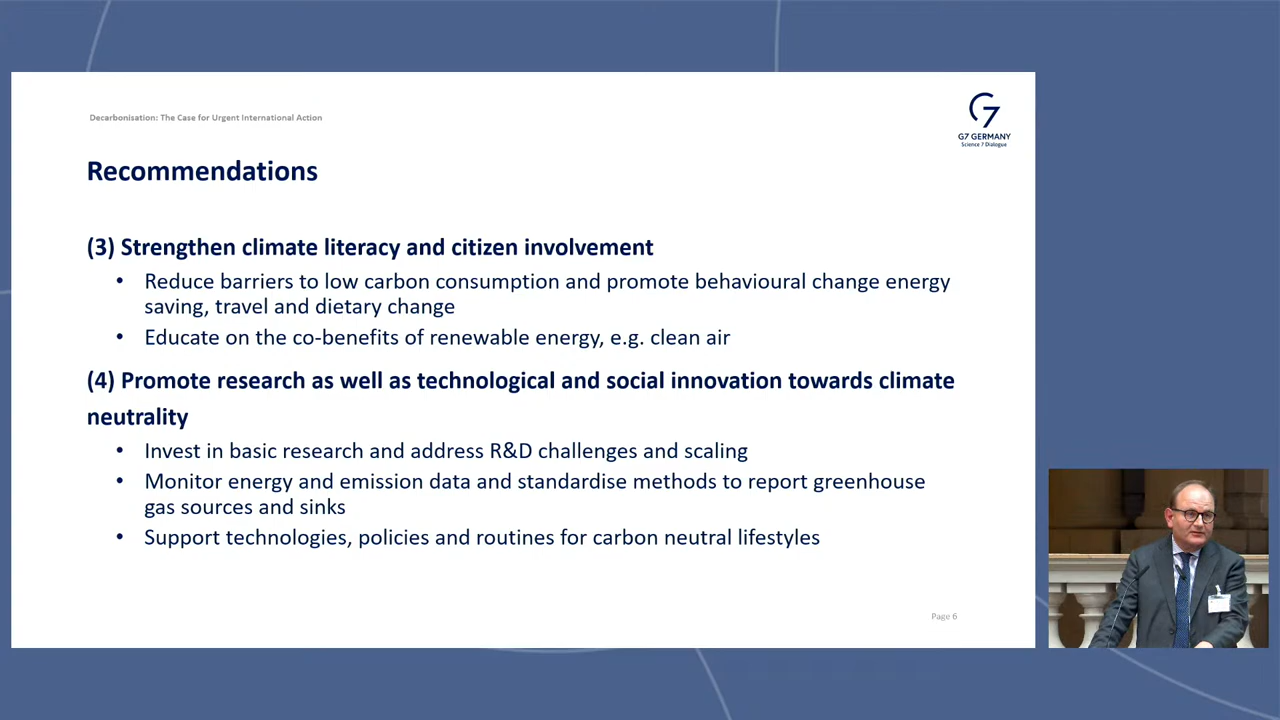 Decarbonisation: The Case for Urgent International Action
G7
G7 GERMANY
Science 7 Dialogue
Recommendations
(3) Strengthen climate literacy and citizen involvement
• Reduce barriers to low carbon consumption and promote behavioural change energy
saving, travel and dietary change
• Educate on the co-benefits of renewable energy, e.g. clean air
(4) Promote research as well as technological and social innovation towards climate
neutrality
• Invest in basic research and address R&D challenges and scaling
• Monitor energy and emission data and standardise methods to report greenhouse
gas sources and sinks
• Support technologies, policies and routines for carbon neutral lifestyles
Page 6